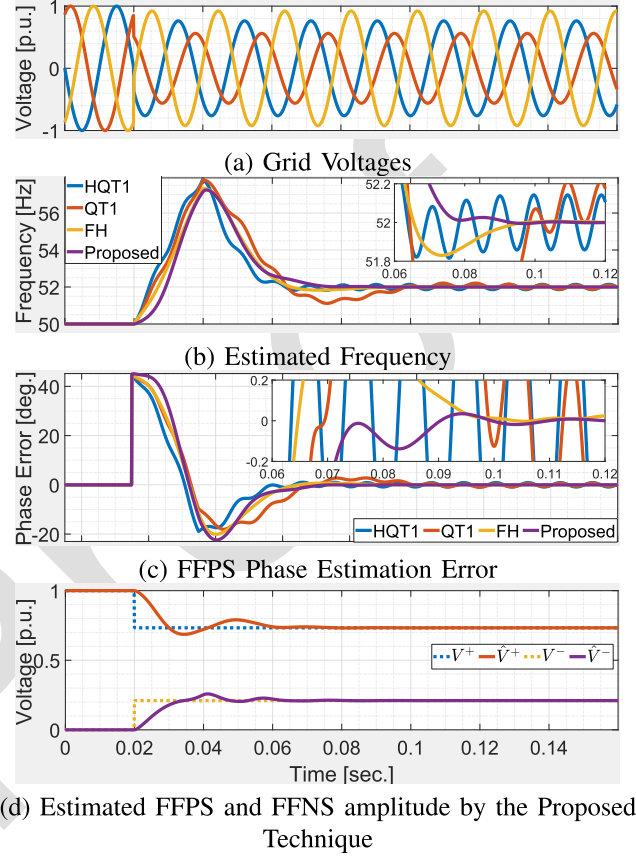 1
0
-1
Voltage [p.u.]
(a) Grid Voltages
HQT1
QT1
FH
Proposed
56
54
52
50
Frequency [Hz]
52.2
52
51.8
0.06
0.08
0.1
0.12
(b) Estimated Frequency
40
20
0
-20
Phase Error [deg.]
0.2
0
-0.2
0.06 0.07 0.08 0.09 0.1 0.11 0.12
HQT1 QT1 FH Proposed
(c) FFPS Phase Estimation Error
1
0.5
0
Voltage [p.u.]
V⁺ V̂⁺ V⁻ V̂⁻
0 0.02 0.04 0.06 0.08 0.1 0.12 0.14
Time [sec.]
(d) Estimated FFPS and FFNS amplitude by the Proposed
Technique